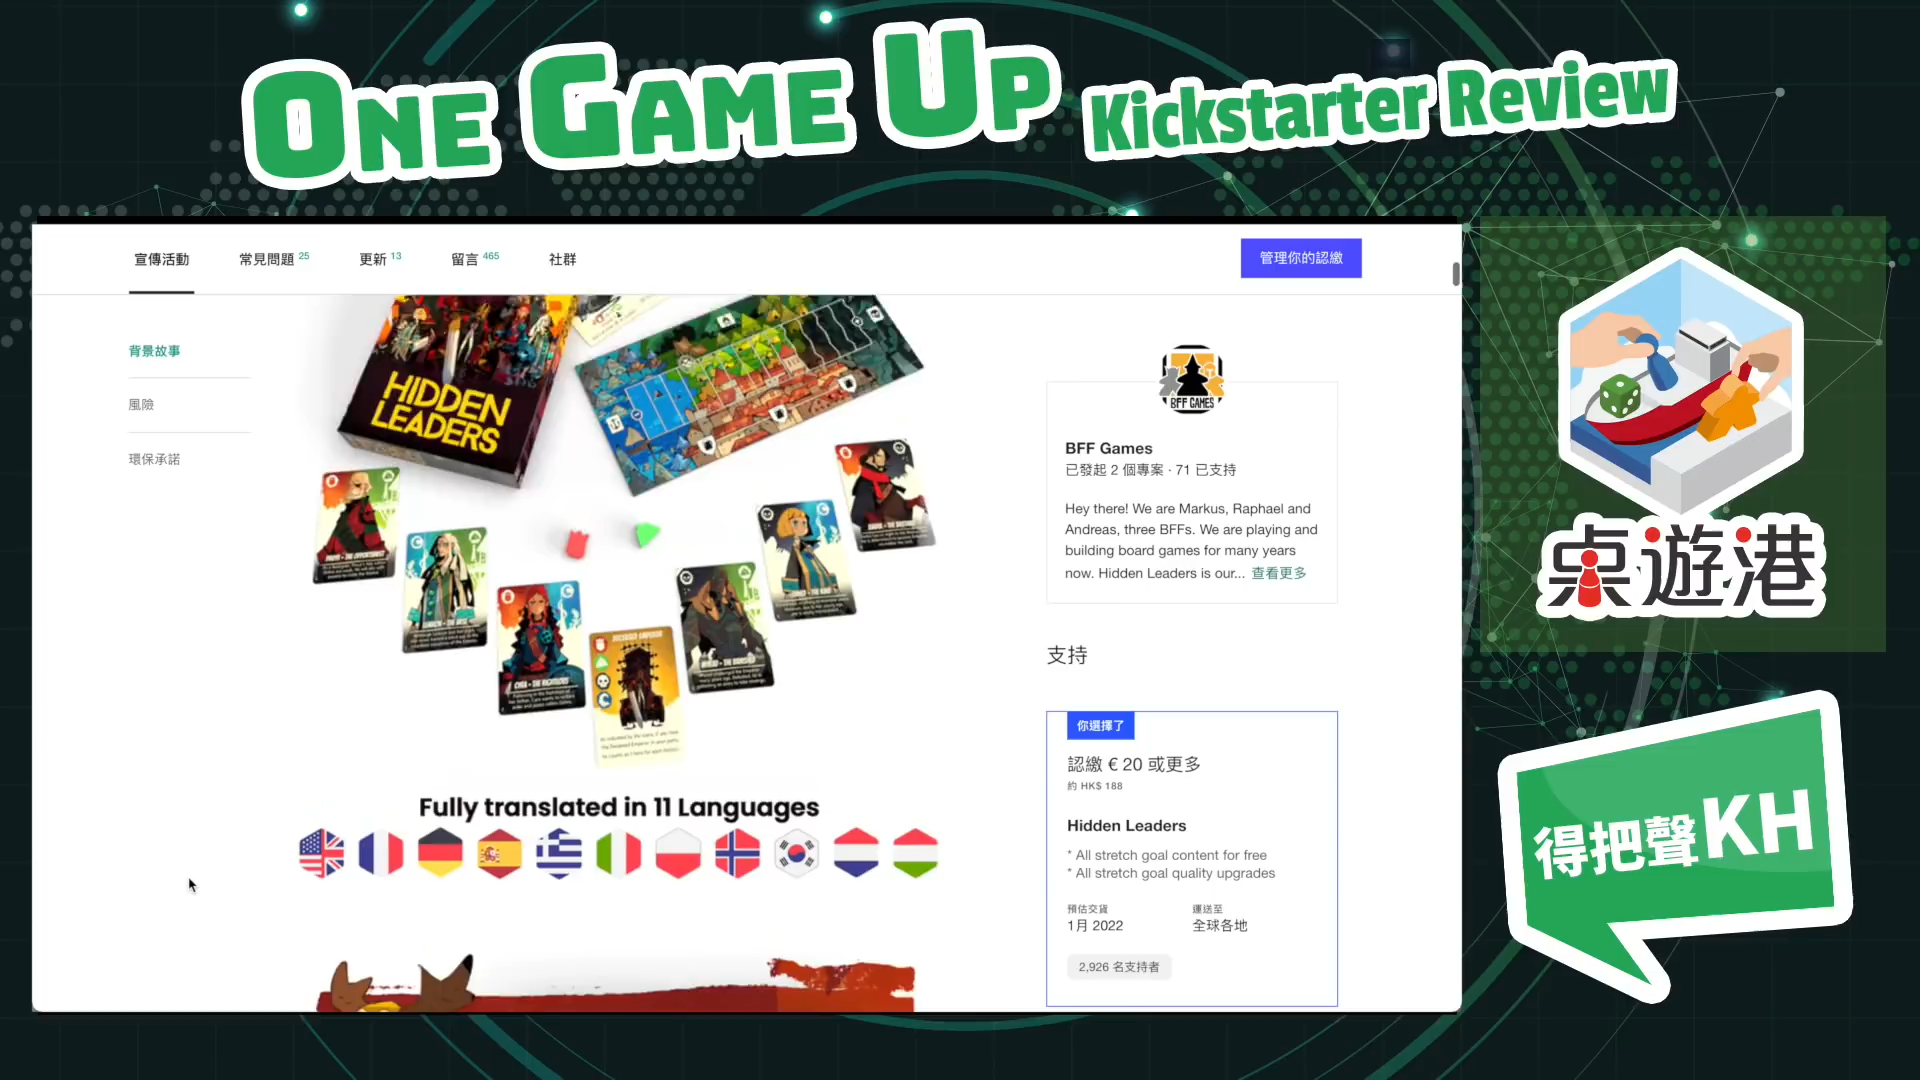 ONE GAME UP Kickstarter Review
宣傳活動
常見問題 25
更新 13
留言 465
社群
管理你的認繳
背景故事
風險
環保承諾
HIDDEN
LEADERS
DECEASED EMPEROR
Fully translated in 11 Languages
BFF GAMES
BFF Games
已發起 2 個專案 · 71 已支持
Hey there! We are Markus, Raphael and
Andreas, three BFFs. We are playing and
building board games for many years
now. Hidden Leaders is our... 查看更多
支持
你選擇了
認繳 € 20 或更多
約 HK$ 188
Hidden Leaders
* All stretch goal content for free
* All stretch goal quality upgrades
預估交貨
1月 2022
運送至
全球各地
2,926 名支持者
桌遊港
得把聲KH